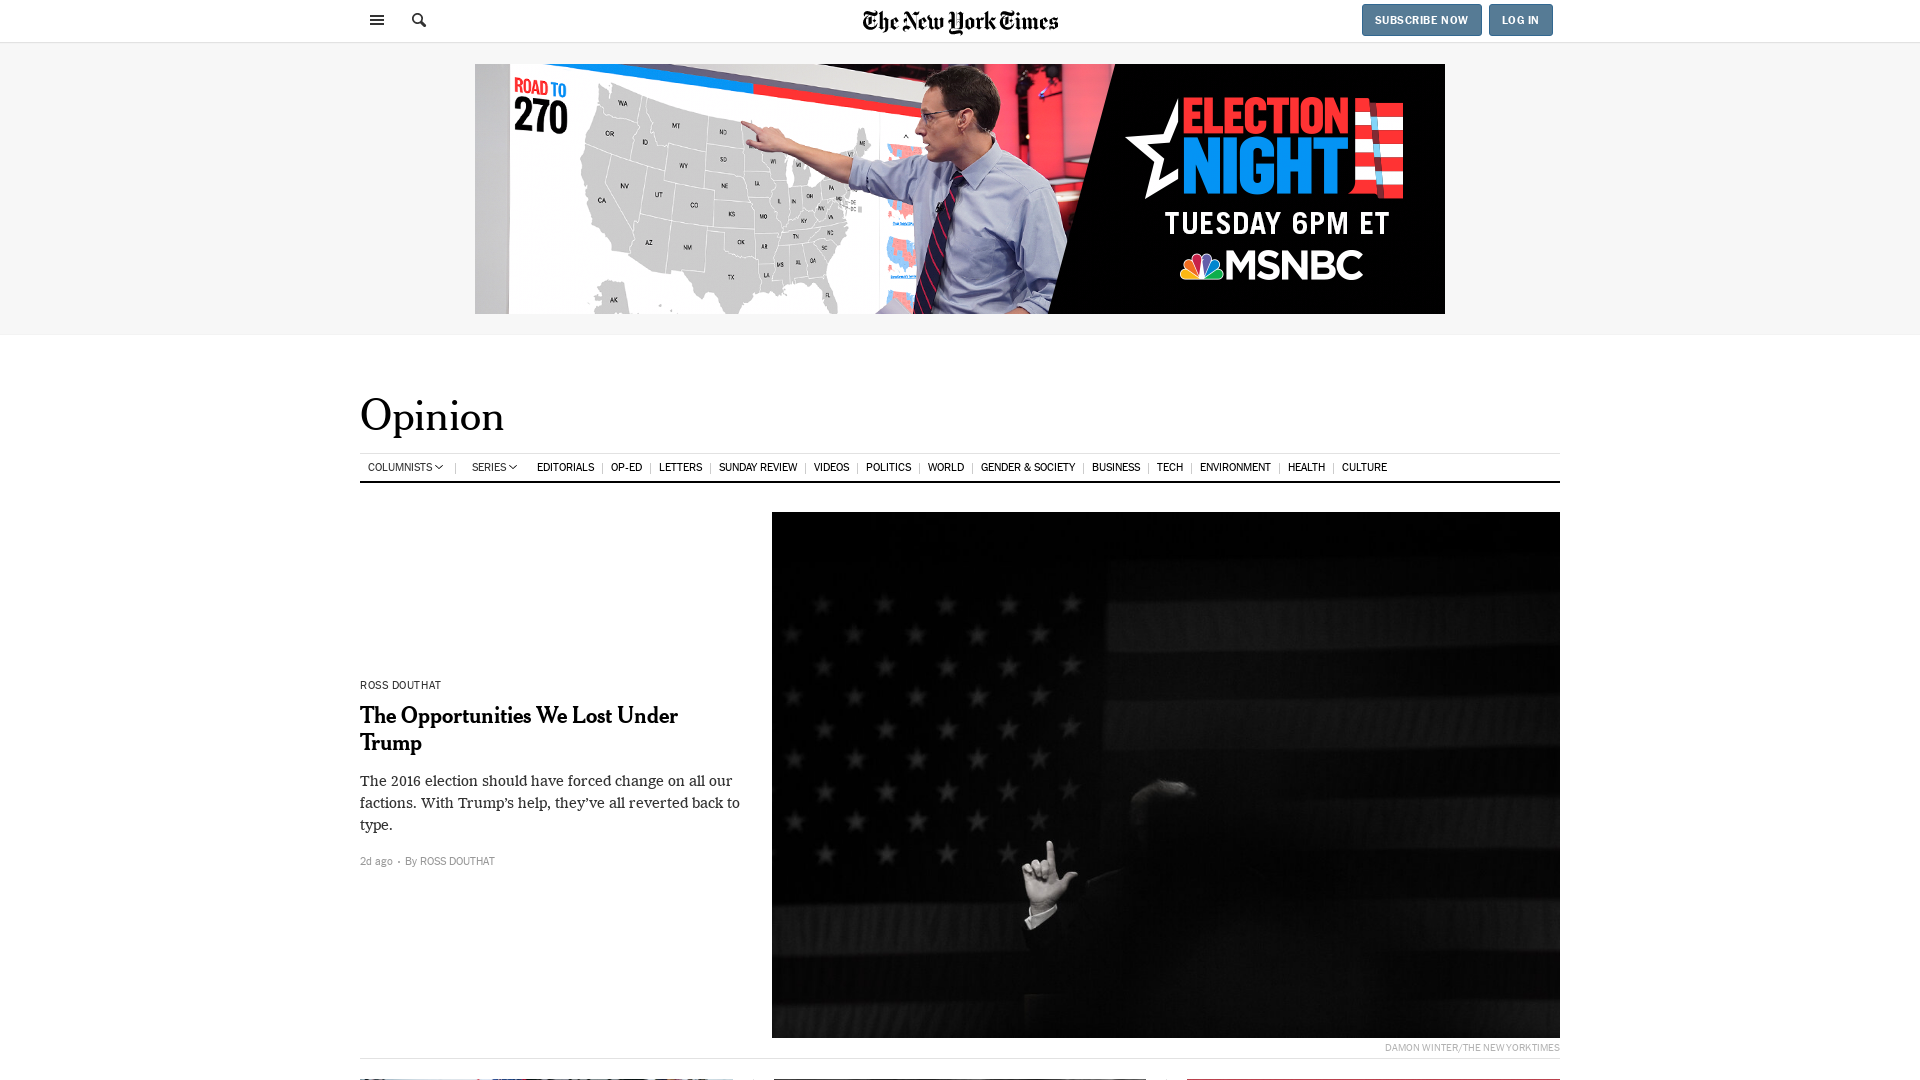 The New York Times
SUBSCRIBE NOW
LOG IN
ROAD TO
270
WA
OR
ID
MT
ND
WY
SD
NV
UT
CO
NE
CA
AZ
NM
KS
OK
TX
IA
MO
AR
LA
WI
MI
IL
IN
OH
KY
TN
MS
AL
GA
SC
NC
VA
WV
PA
FL
AK
ME
VT
DE
DC
ELECTION
NIGHT
TUESDAY 6PM ET
MSNBC
Opinion
COLUMNISTS
SERIES
EDITORIALS
OP-ED
LETTERS
SUNDAY REVIEW
VIDEOS
POLITICS
WORLD
GENDER & SOCIETY
BUSINESS
TECH
ENVIRONMENT
HEALTH
CULTURE
ROSS DOUTHAT
The Opportunities We Lost Under
Trump
The 2016 election should have forced change on all our
factions. With Trump’s help, they’ve all reverted back to
type.
2d ago • By ROSS DOUTHAT
DAMON WINTER/THE NEW YORK TIMES